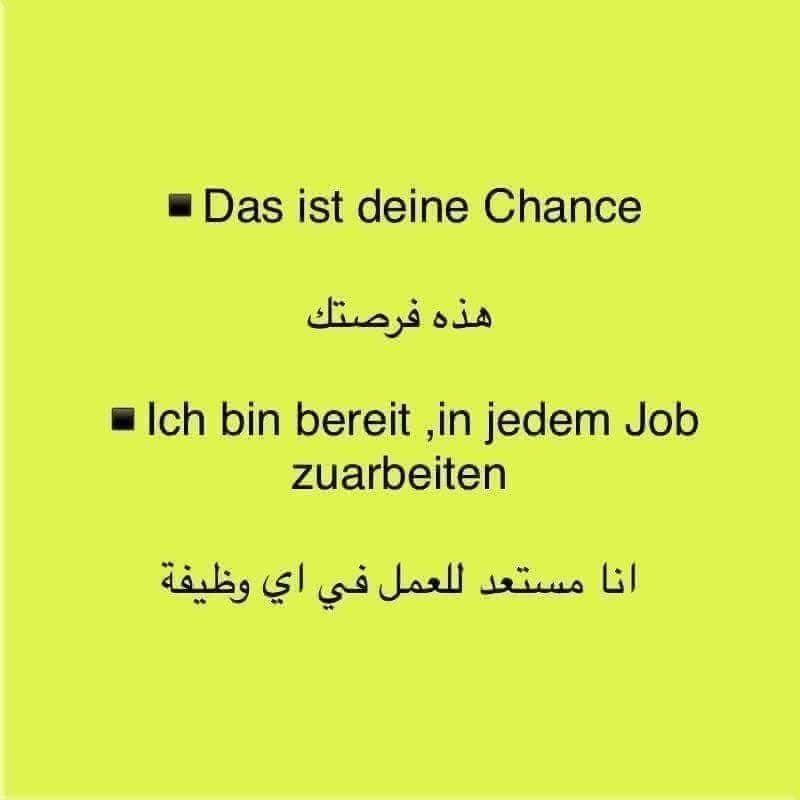 ▪Das ist deine Chance
هذه فرصتك
▪Ich bin bereit ,in jedem Job
zuarbeiten
انا مستعد للعمل في اي وظيفة